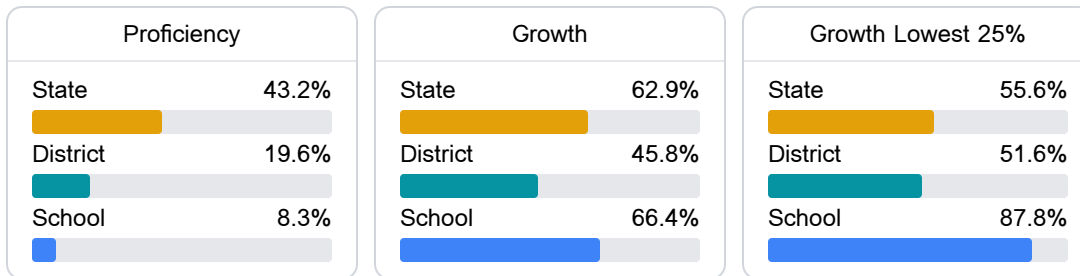 Proficiency
State 43.2%
District 19.6%
School 8.3%
Growth
State 62.9%
District 45.8%
School 66.4%
Growth Lowest 25%
State 55.6%
District 51.6%
School 87.8%